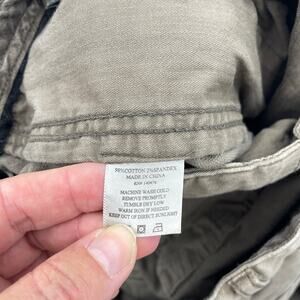 98%COTTON 2%SPANDEX
MADE IN CHINA
MACHINE WASH COLD
REMOVE PROMPTLY
TUMBLE DRY LOW
WARM IRON IF NEEDED
KEEP OUT OF DIRECT SUNLIGHT